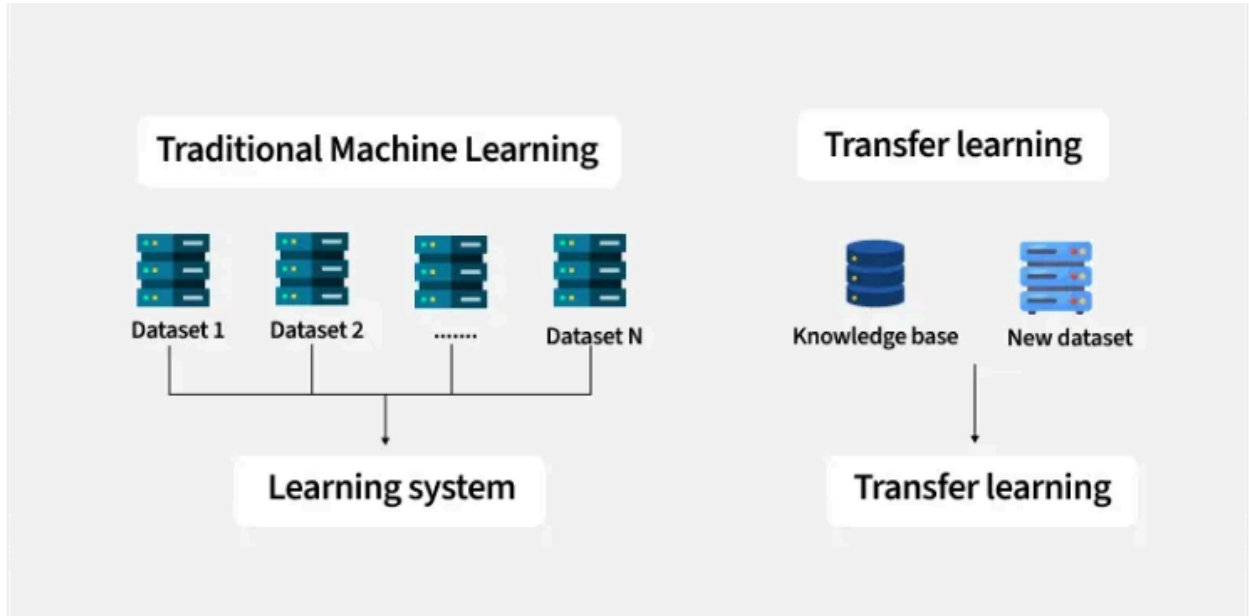 Traditional Machine Learning
Transfer learning
Dataset 1
Dataset 2
.......
Dataset N
Knowledge base
New dataset
Learning system
Transfer learning